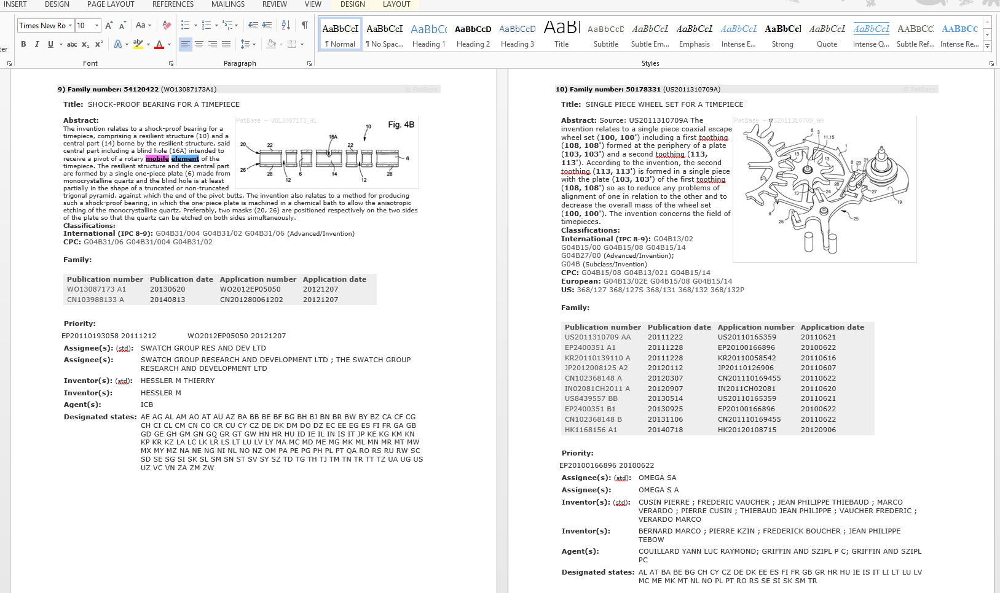 INSERT DESIGN PAGE LAYOUT REFERENCES MAILINGS REVIEW VIEW DESIGN LAYOUT
Times New Ro 10 Aa
AaBbCcI AaBbCcI AaBbCc AaBbCcD AaBbCcD AaBl AaBbCcD AaBbCcL AaBbCcL AaBbCcL AaBbCcl AaBbCcL AaBbCcL AABBCC AABBCC
B I U abc x₂ x² A A
¶ Normal ¶ No Spac... Heading 1 Heading 2 Heading 3 Title Subtitle Subtle Em... Emphasis Intense E... Strong Quote Intense Q... Subtle Ref... Intense Re...
Font Paragraph Styles
9) Family number: 54120422 (WO13087173A1) © PatBase
Title: SHOCK-PROOF BEARING FOR A TIMEPIECE
Abstract:
The invention relates to a shock-proof bearing for a
timepiece, comprising a resilient structure (10) and a
central part (14) borne by the resilient structure, said
central part including a blind hole (16A) intended to
receive a pivot of a rotary mobile element of the
timepiece. The resilient structure and the central part
are formed by a single one-piece plate (6) made from
monocrystalline quartz and the blind hole is at least
partially in the shape of a truncated or non-truncated
trigonal pyramid, against which the end of the pivot butts. The invention also relates to a method for producing
such a shock-proof bearing, in which the one-piece plate is machined in a chemical bath to allow the anisotropic
etching of the monocrystalline quartz. Preferably, two masks (20, 26) are positioned respectively on the two sides
of the plate so that the quartz can be etched on both sides simultaneously.
PatBase - WO13087173_A1
Fig. 4B
10
16A
20 22 22
6
26 28 6 14 28
12 12
Classifications:
International (IPC 8-9): G04B31/004 G04B31/02 G04B31/06 (Advanced/Invention)
CPC: G04B31/06 G04B31/004 G04B31/02
Family:
Publication number Publication date Application number Application date
WO13087173 A1 20130620 WO2012EP05050 20121207
CN103988133 A 20140813 CN201280061202 20121207
Priority:
EP20110193058 20111212 WO2012EP05050 20121207
Assignee(s): (std): SWATCH GROUP RES AND DEV LTD
Assignee(s): SWATCH GROUP RESEARCH AND DEVELOPMENT LTD ; THE SWATCH GROUP
RESEARCH AND DEVELOPMENT LTD
Inventor(s): (std): HESSLER M THIERRY
Inventor(s): HESSLER M
Agent(s): ICB
Designated states: AE AG AL AM AO AT AU AZ BA BB BE BF BG BH BJ BN BR BW BY BZ CA CF CG
CH CI CL CM CN CO CR CU CY CZ DE DK DM DO DZ EC EE EG ES FI FR GA GB
GD GE GH GM GN GQ GR GT GW HN HR HU ID IE IL IN IS IT JP KE KG KM KN
KP KR KZ LA LC LK LR LS LT LU LV LY MA MC MD ME MG MK ML MN MR MT MW
MX MY MZ NA NE NG NI NL NO NZ OM PA PE PG PH PL PT QA RO RS RU RW SC
SD SE SG SI SK SL SM SN ST SV SY SZ TD TG TH TJ TM TN TR TT TZ UA UG US
UZ VC VN ZA ZM ZW
10) Family number: 50178331 (US2011310709A) © PatBase
Title: SINGLE PIECE WHEEL SET FOR A TIMEPIECE
Abstract: Source: US2011310709A The
invention relates to a single piece coaxial escape
wheel set (100, 100') including a first toothing
(108, 108') formed at the periphery of a plate
(103, 103') and a second toothing (113,
113'). According to the invention, the second
toothing (113, 113') is formed in a single piece
with the plate (103, 103') of the first toothing
(108, 108') so as to reduce any problems of
alignment of one in relation to the other and to
decrease the overall mass of the wheel set
(100, 100'). The invention concerns the field of
timepieces.
PatBase - US2011310709_AA
17
8 3 11,15
1
13 13
8 23 21
13 24 27
19
8 26 25
Classifications:
International (IPC 8-9): G04B13/02
G04B15/00 G04B15/08 G04B15/14
G04B27/00 (Advanced/Invention);
G04B (Subclass/Invention)
CPC: G04B15/08 G04B13/021 G04B15/14
European: G04B13/02E G04B15/08 G04B15/14
US: 368/127 368/127S 368/131 368/132 368/132P
Family:
Publication number Publication date Application number Application date
US2011310709 AA 20111222 US20110165359 20110621
EP2400351 A1 20111228 EP20100166896 20100622
KR20110139110 A 20111228 KR20110058542 20110616
JP2012008125 A2 20120112 JP20110126906 20110607
CN102368148 A 20120307 CN201110169455 20110622
IN02081CH2011 A 20120907 IN2011CH02081 20110620
US8439557 BB 20130514 US20110165359 20110621
EP2400351 B1 20130925 EP20100166896 20100622
CN102368148 B 20131106 CN201110169455 20110622
HK1168156 A1 20140718 HK20120108715 20120906
Priority:
EP20100166896 20100622
Assignee(s): (std): OMEGA SA
Assignee(s): OMEGA S A
Inventor(s): (std): CUSIN PIERRE ; FREDERIC VAUCHER ; JEAN PHILIPPE THIEBAUD ; MARCO
VERARDO ; PIERRE CUSIN ; THIEBAUD JEAN PHILIPPE ; VAUCHER FREDERIC ;
VERARDO MARCO
Inventor(s): BERNARD MARCO ; PIERRE KZIN ; FREDERICK BOUCHER ; JEAN PHILIPPE
TEBOW
Agent(s): COUILLARD YANN LUC RAYMOND; GRIFFIN AND SZIPL P C; GRIFFIN AND SZIPL
PC
Designated states: AL AT BA BE BG CH CY CZ DE DK EE ES FI FR GB GR HR HU IE IS IT LI LT LU LV
MC ME MK MT NL NO PL PT RO RS SE SI SK SM TR